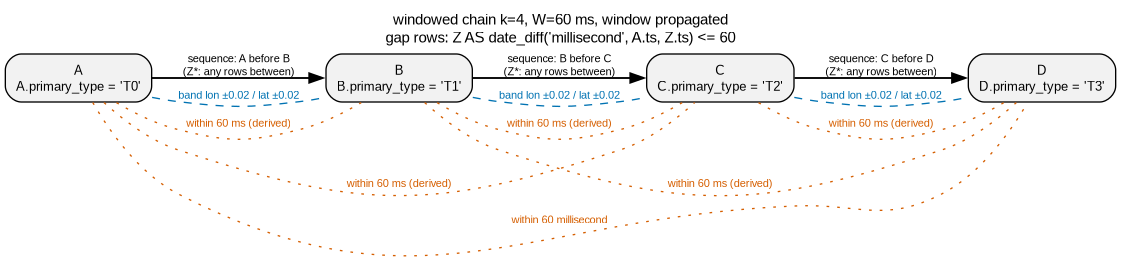 windowed chain k=4, W=60 ms, window propagated
gap rows: Z AS date_diff('millisecond', A.ts, Z.ts) <= 60
A
A.primary_type = 'T0'
sequence: A before B
(Z*: any rows between)
band lon ±0.02 / lat ±0.02
B
B.primary_type = 'T1'
sequence: B before C
(Z*: any rows between)
band lon ±0.02 / lat ±0.02
C
C.primary_type = 'T2'
sequence: C before D
(Z*: any rows between)
band lon ±0.02 / lat ±0.02
D
D.primary_type = 'T3'
within 60 ms (derived)
within 60 ms (derived)
within 60 ms (derived)
within 60 ms (derived)
within 60 ms (derived)
within 60 millisecond